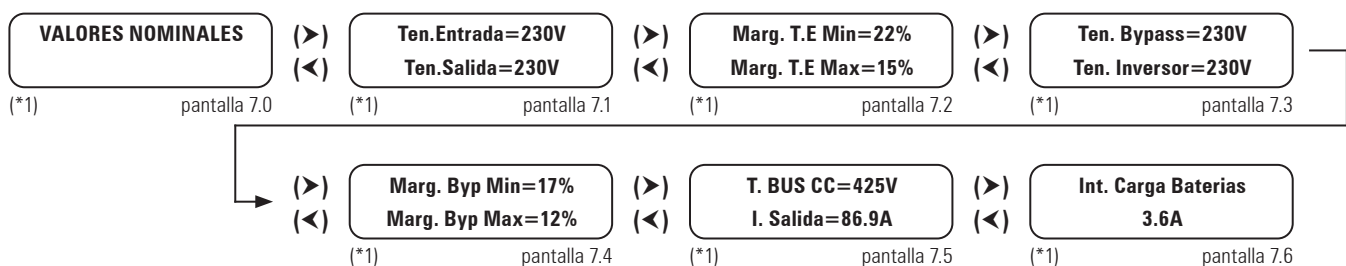 VALORES NOMINALES
(*1) pantalla 7.0
(➤)
(<)
Ten.Entrada=230V
Ten.Salida=230V
(*1) pantalla 7.1
(➤)
(<)
Marg. T.E Min=22%
Marg. T.E Max=15%
(*1) pantalla 7.2
(➤)
(<)
Ten. Bypass=230V
Ten. Inversor=230V
(*1) pantalla 7.3
(➤)
(<)
Marg. Byp Min=17%
Marg. Byp Max=12%
(*1) pantalla 7.4
(➤)
(<)
T. BUS CC=425V
I. Salida=86.9A
(*1) pantalla 7.5
(➤)
(<)
Int. Carga Baterias
3.6A
(*1) pantalla 7.6